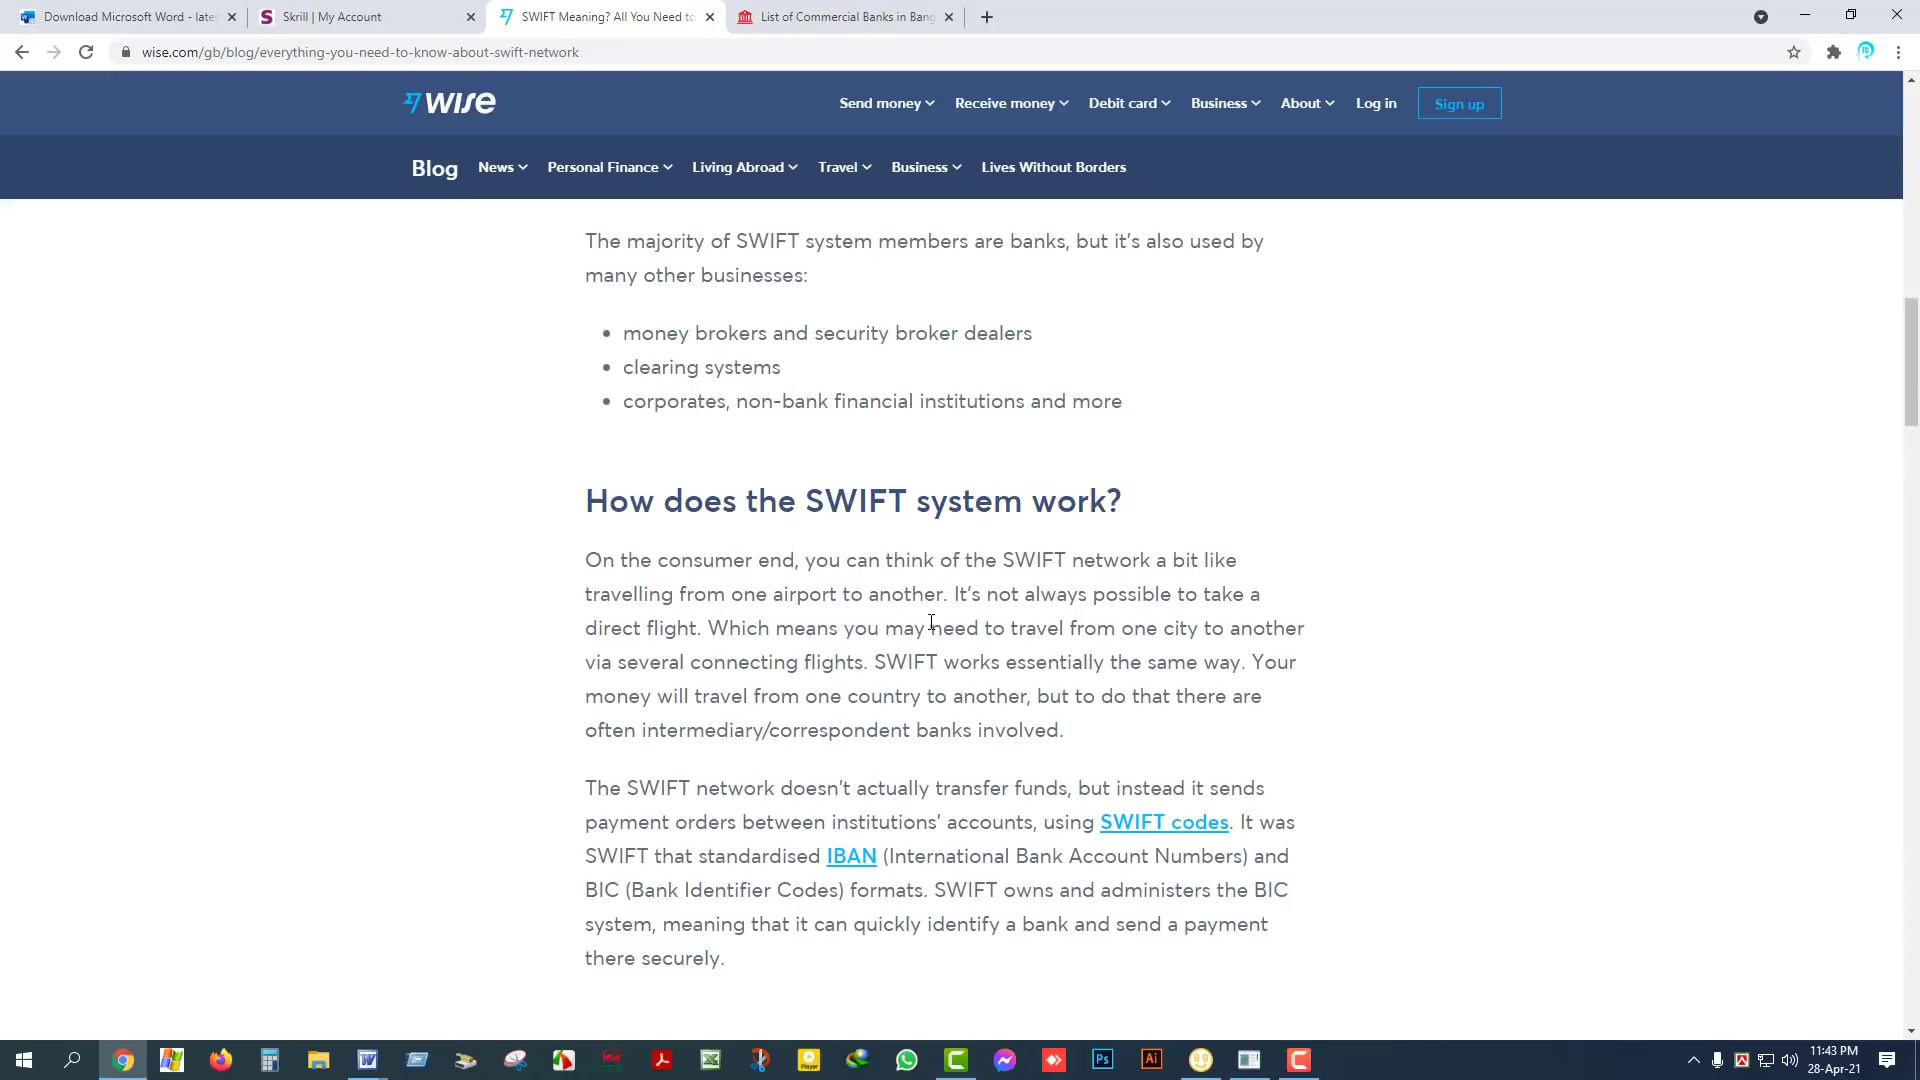 Download Microsoft Word - late
Skrill | My Account
SWIFT Meaning? All You Need to
List of Commercial Banks in Bang
wise.com/gb/blog/everything-you-need-to-know-about-swift-network
WISE
Send money
Receive money
Debit card
Business
About
Log in
Sign up
Blog
News
Personal Finance
Living Abroad
Travel
Business
Lives Without Borders
The majority of SWIFT system members are banks, but it's also used by
many other businesses:
• money brokers and security broker dealers
• clearing systems
• corporates, non-bank financial institutions and more
How does the SWIFT system work?
On the consumer end, you can think of the SWIFT network a bit like
travelling from one airport to another. It's not always possible to take a
direct flight. Which means you may need to travel from one city to another
via several connecting flights. SWIFT works essentially the same way. Your
money will travel from one country to another, but to do that there are
often intermediary/correspondent banks involved.
The SWIFT network doesn't actually transfer funds, but instead it sends
payment orders between institutions' accounts, using SWIFT codes. It was
SWIFT that standardised IBAN (International Bank Account Numbers) and
BIC (Bank Identifier Codes) formats. SWIFT owns and administers the BIC
system, meaning that it can quickly identify a bank and send a payment
there securely.
Ps
Ai
11:43 PM
28-Apr-21